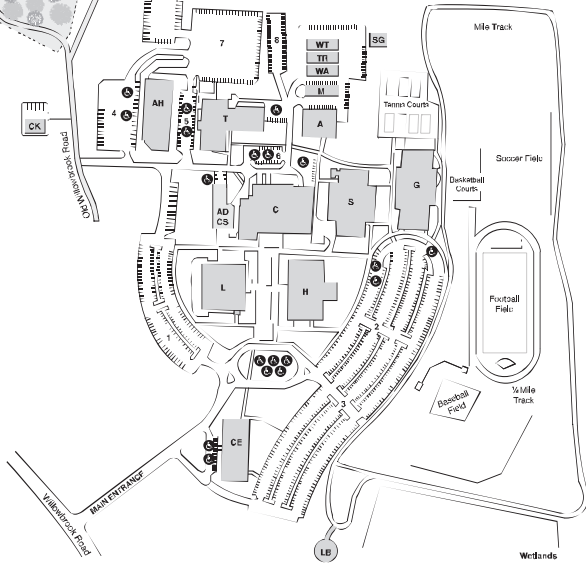 Mile Track
7
8
WT
SG
TR
WA
M
4
AH
5
T
A
Tennis Courts
CK
6
Soccer Field
Old Willowbrook Road
Basketball
Courts
G
S
AD
CS
C
L
H
Football
Field
1
2
3
¼ Mile
Track
Baseball
Field
CE
MAIN ENTRANCE
Willowbrook Road
LB
Wetlands